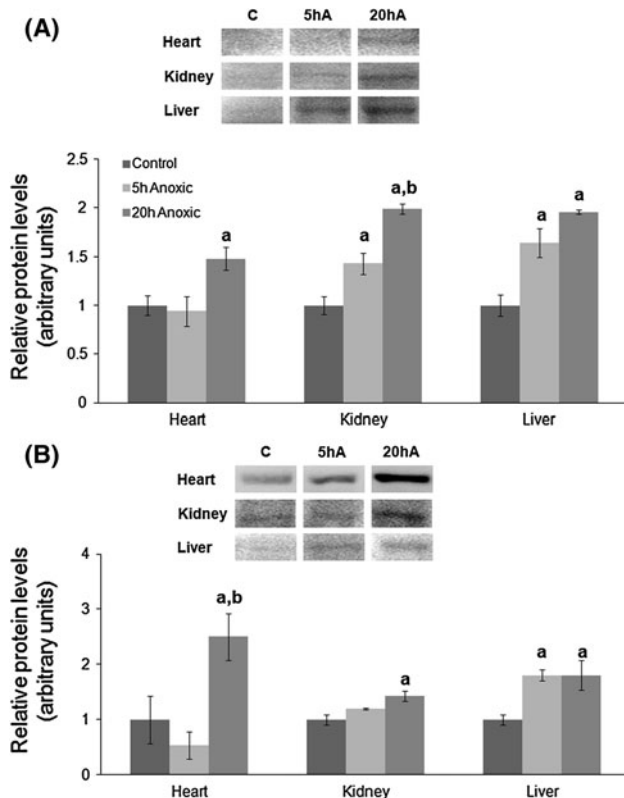 (A)
C 5hA 20hA
Heart
Kidney
Liver
Relative protein levels
(arbitrary units)
2.5
2
1.5
1
0.5
0
Control
5h Anoxic
20h Anoxic
a
a
a,b
a
a
Heart Kidney Liver
(B)
C 5hA 20hA
Heart
Kidney
Liver
Relative protein levels
(arbitrary units)
4
3
2
1
0
a,b
a
a
a
Heart Kidney Liver